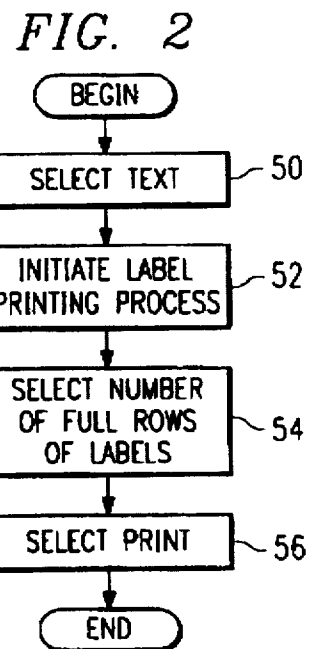 FIG. 2
BEGIN
SELECT TEXT
50
INITIATE LABEL
PRINTING PROCESS
52
SELECT NUMBER
OF FULL ROWS
OF LABELS
54
SELECT PRINT
56
END